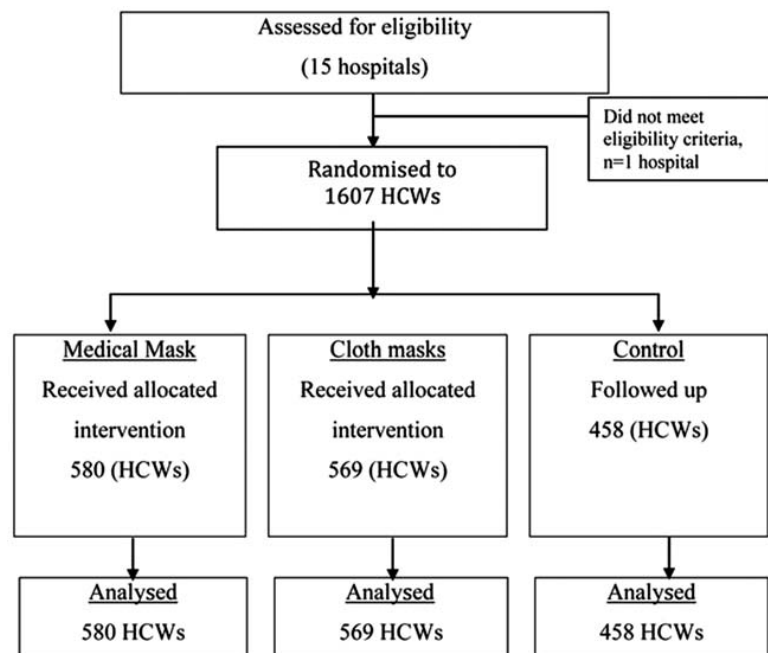 Assessed for eligibility
(15 hospitals)
Did not meet
eligibility criteria,
n=1 hospital
Randomised to
1607 HCWs
Medical Mask
Received allocated
intervention
580 (HCWs)
Cloth masks
Received allocated
intervention
569 (HCWs)
Control
Followed up
458 (HCWs)
Analysed
580 HCWs
Analysed
569 HCWs
Analysed
458 HCWs